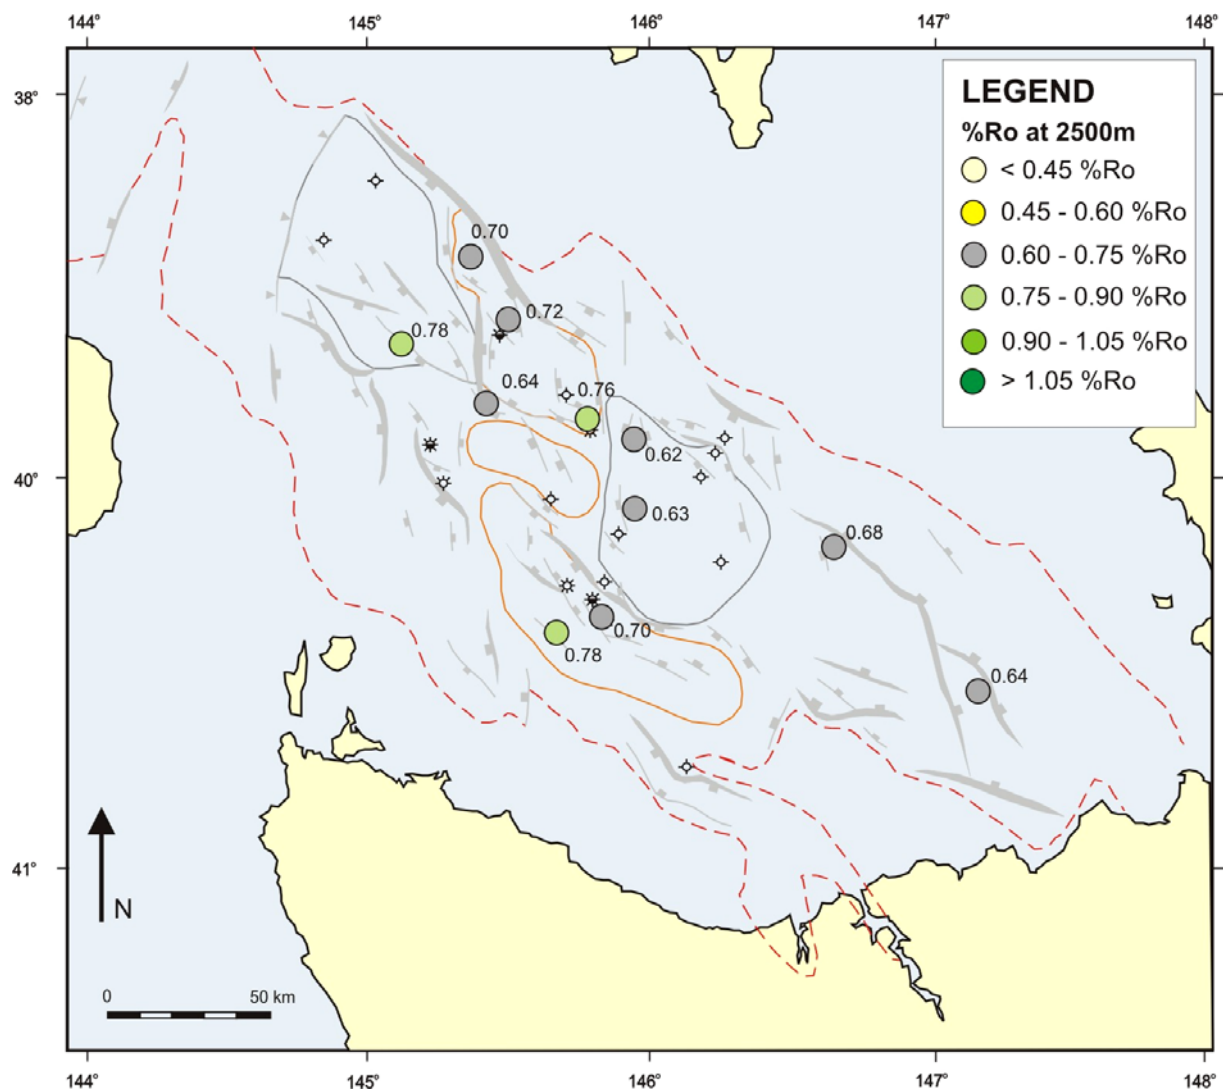 144° 145° 146° 147° 148°
38°
LEGEND
%Ro at 2500m
< 0.45 %Ro
0.45 - 0.60 %Ro
0.60 - 0.75 %Ro
0.75 - 0.90 %Ro
0.90 - 1.05 %Ro
> 1.05 %Ro
0.70
0.72
0.78
0.64
0.76
0.62
40°
0.63
0.68
0.70
0.78
0.64
41°
N
0 50 km
144° 145° 146° 147° 148°